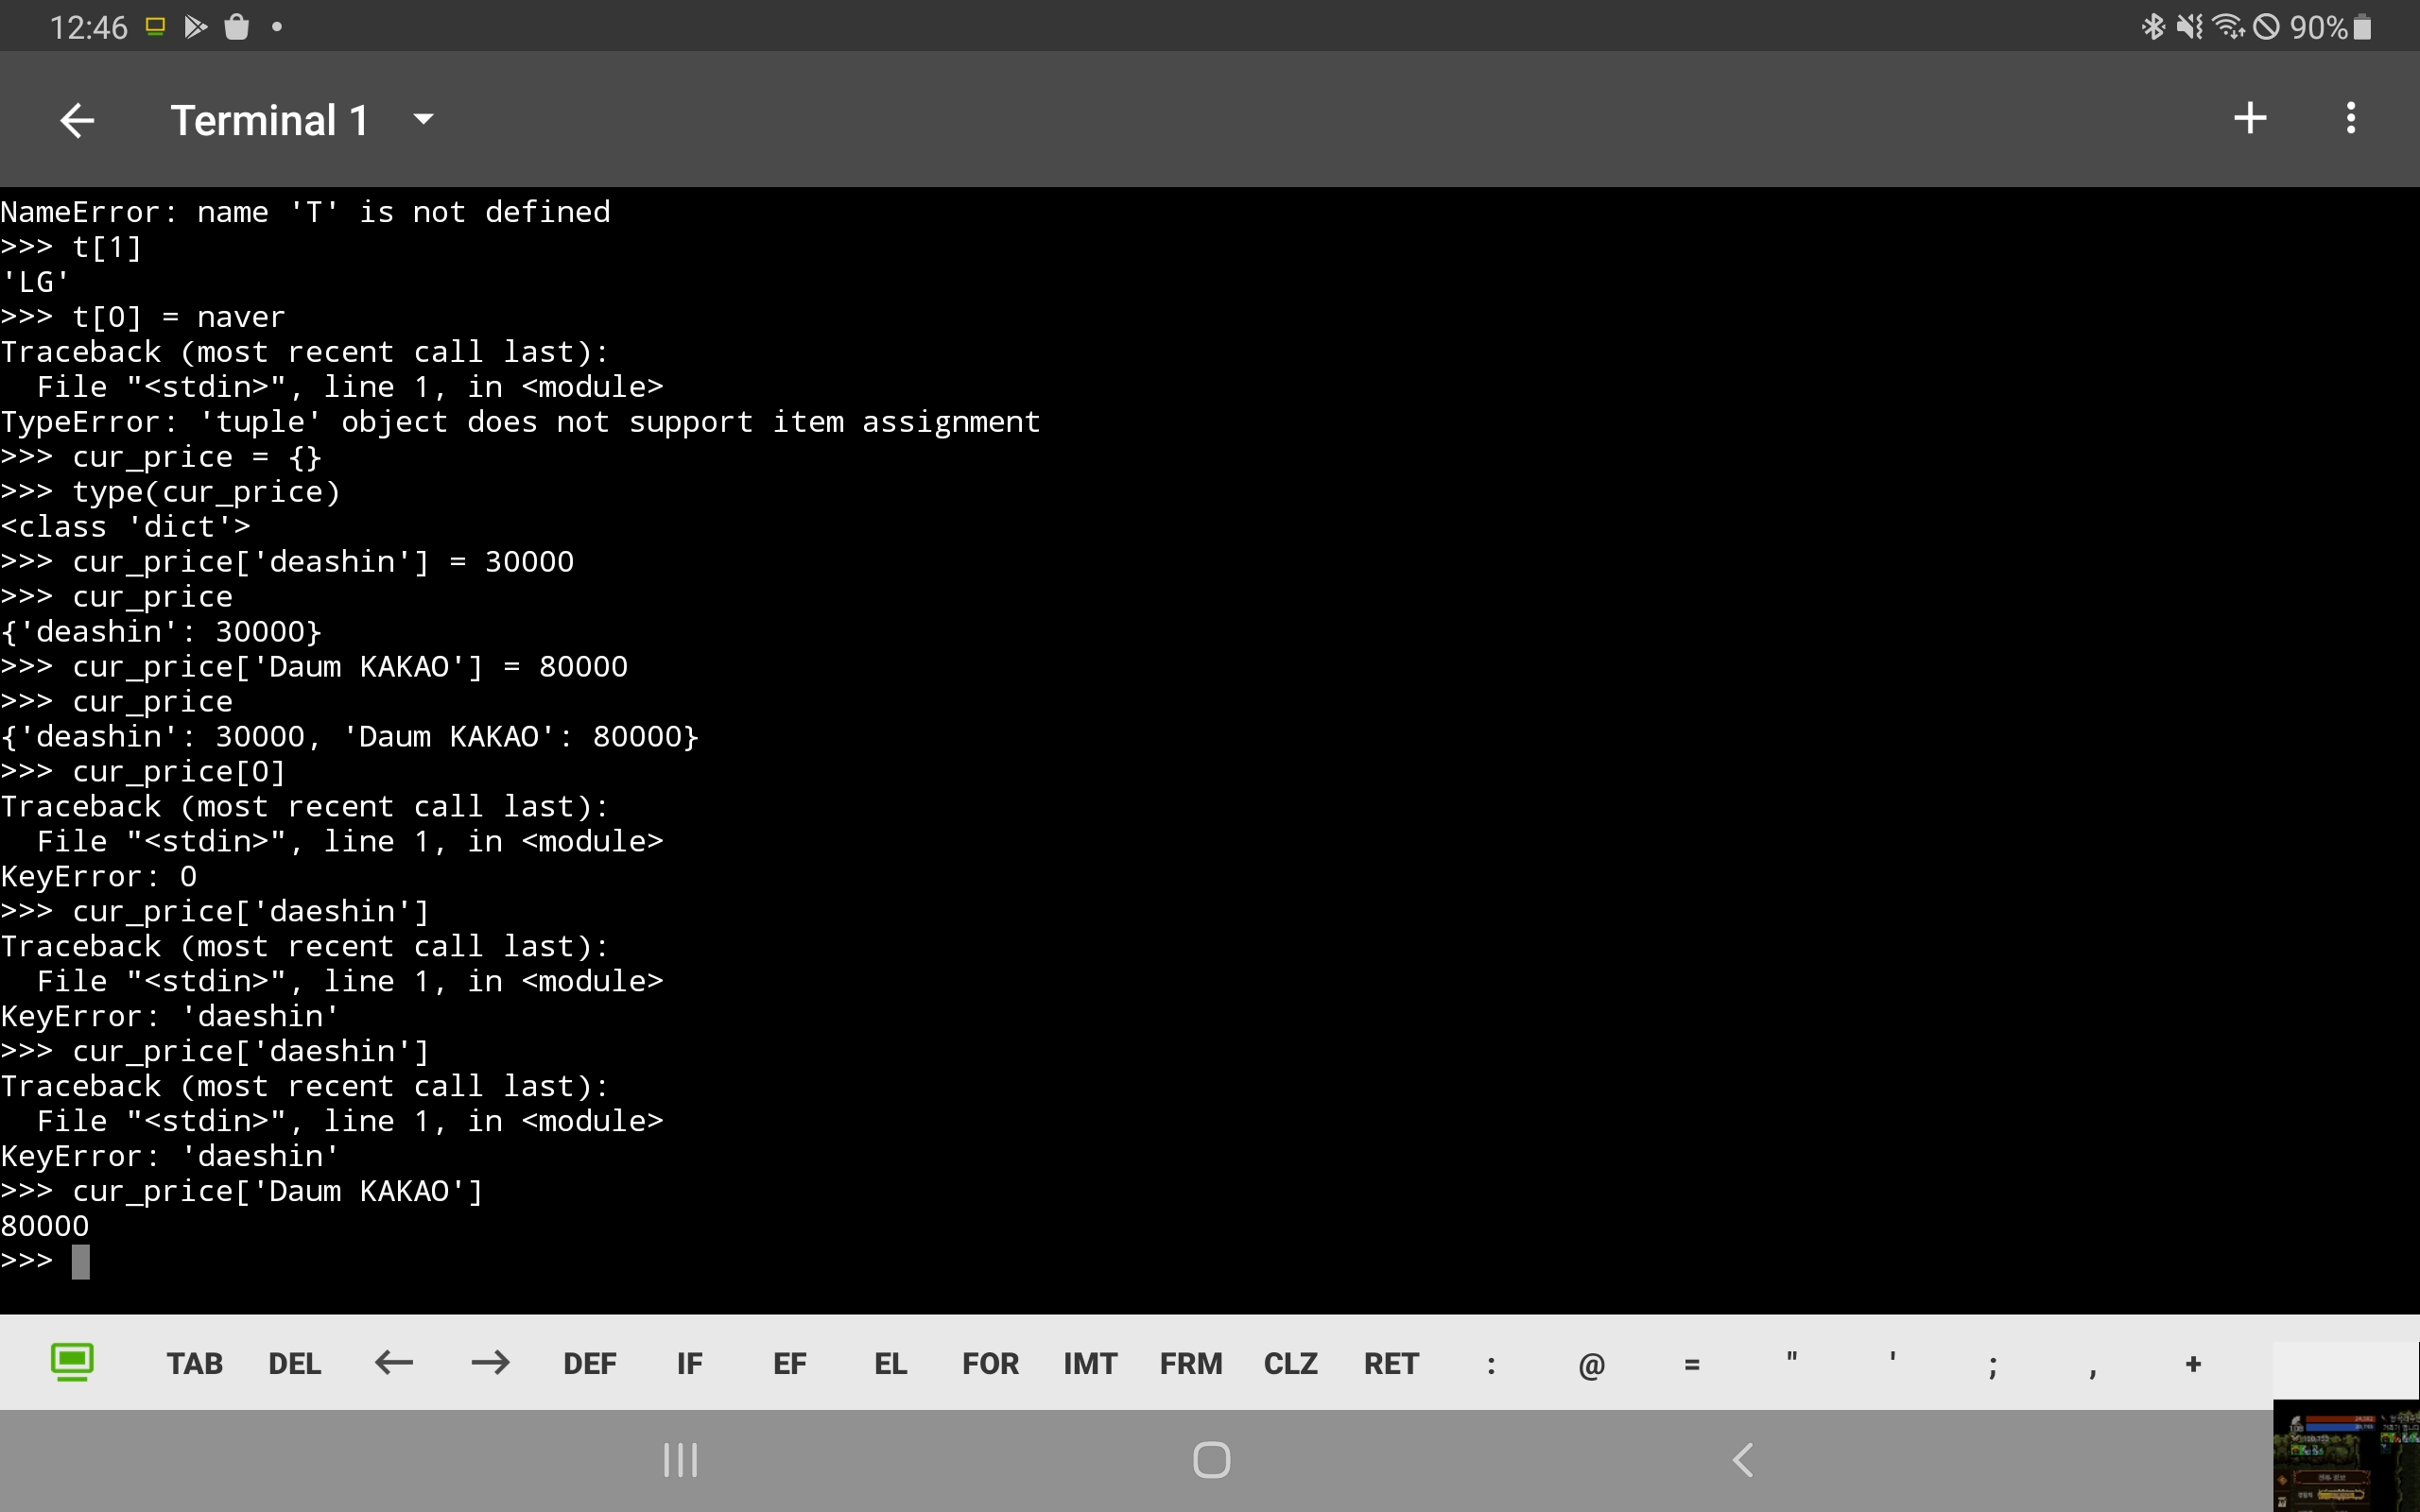 12:46
90%
Terminal 1
NameError: name 'T' is not defined
>>> t[1]
'LG'
>>> t[0] = naver
Traceback (most recent call last):
  File "<stdin>", line 1, in <module>
TypeError: 'tuple' object does not support item assignment
>>> cur_price = {}
>>> type(cur_price)
<class 'dict'>
>>> cur_price['deashin'] = 30000
>>> cur_price
{'deashin': 30000}
>>> cur_price['Daum KAKAO'] = 80000
>>> cur_price
{'deashin': 30000, 'Daum KAKAO': 80000}
>>> cur_price[0]
Traceback (most recent call last):
  File "<stdin>", line 1, in <module>
KeyError: 0
>>> cur_price['daeshin']
Traceback (most recent call last):
  File "<stdin>", line 1, in <module>
KeyError: 'daeshin'
>>> cur_price['daeshin']
Traceback (most recent call last):
  File "<stdin>", line 1, in <module>
KeyError: 'daeshin'
>>> cur_price['Daum KAKAO']
80000
>>>
TAB DEL ← → DEF IF EF EL FOR IMT FRM CLZ RET : @ = " ' ; , +